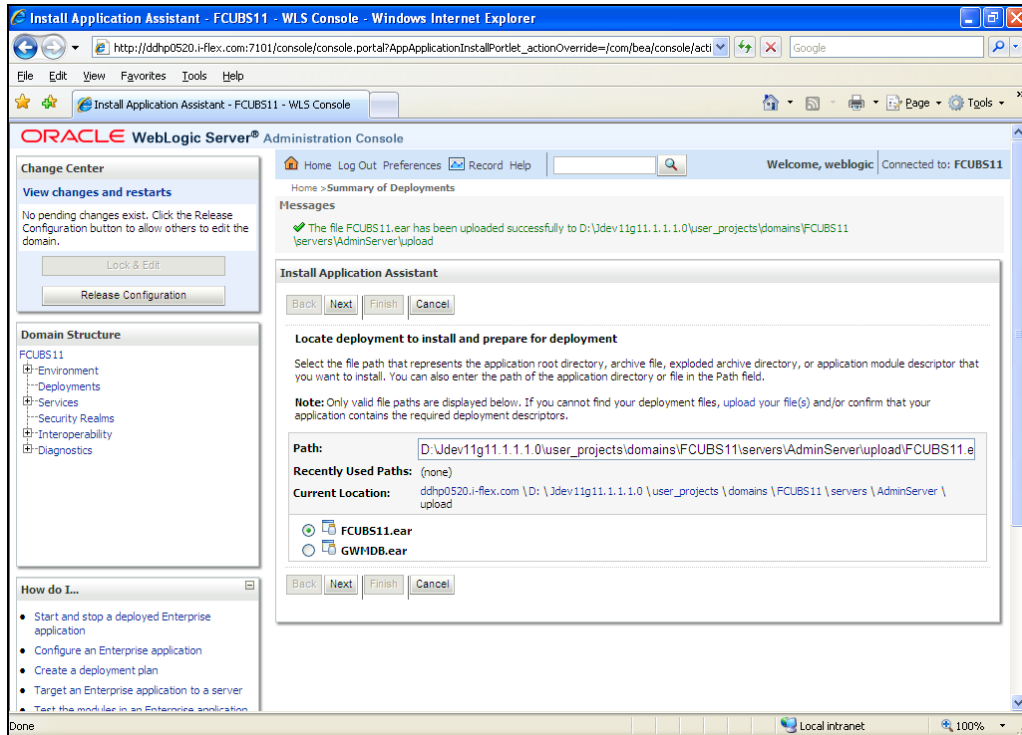 Install Application Assistant - FCUBS11 - WLS Console - Windows Internet Explorer
http://ddhp0520.i-flex.com:7101/console/console.portal?AppApplicationInstallPortlet_actionOverride=/com/bea/console/acti
Google
File Edit View Favorites Tools Help
Install Application Assistant - FCUBS11 - WLS Console
Page Tools
ORACLE WebLogic Server® Administration Console
Change Center
View changes and restarts
No pending changes exist. Click the Release
Configuration button to allow others to edit the
domain.
Lock & Edit
Release Configuration
Domain Structure
FCUBS11
Environment
Deployments
Services
Security Realms
Interoperability
Diagnostics
How do I...
Start and stop a deployed Enterprise
application
Configure an Enterprise application
Create a deployment plan
Target an Enterprise application to a server
Test the modules in an Enterprise application
Home Log Out Preferences Record Help
Welcome, weblogic Connected to: FCUBS11
Home >Summary of Deployments
Messages
The file FCUBS11.ear has been uploaded successfully to D:\Jdev11g11.1.1.1.0\user_projects\domains\FCUBS11
\servers\AdminServer\upload
Install Application Assistant
Back Next Finish Cancel
Locate deployment to install and prepare for deployment
Select the file path that represents the application root directory, archive file, exploded archive directory, or application module descriptor that
you want to install. You can also enter the path of the application directory or file in the Path field.
Note: Only valid file paths are displayed below. If you cannot find your deployment files, upload your file(s) and/or confirm that your
application contains the required deployment descriptors.
Path: D:\Jdev11g11.1.1.1.0\user_projects\domains\FCUBS11\servers\AdminServer\upload\FCUBS11.e
Recently Used Paths: (none)
Current Location: ddhp0520.i-flex.com \ D: \ Jdev11g11.1.1.1.0 \ user_projects \ domains \ FCUBS11 \ servers \ AdminServer \
upload
FCUBS11.ear
GWMDB.ear
Back Next Finish Cancel
Done
Local intranet
100%